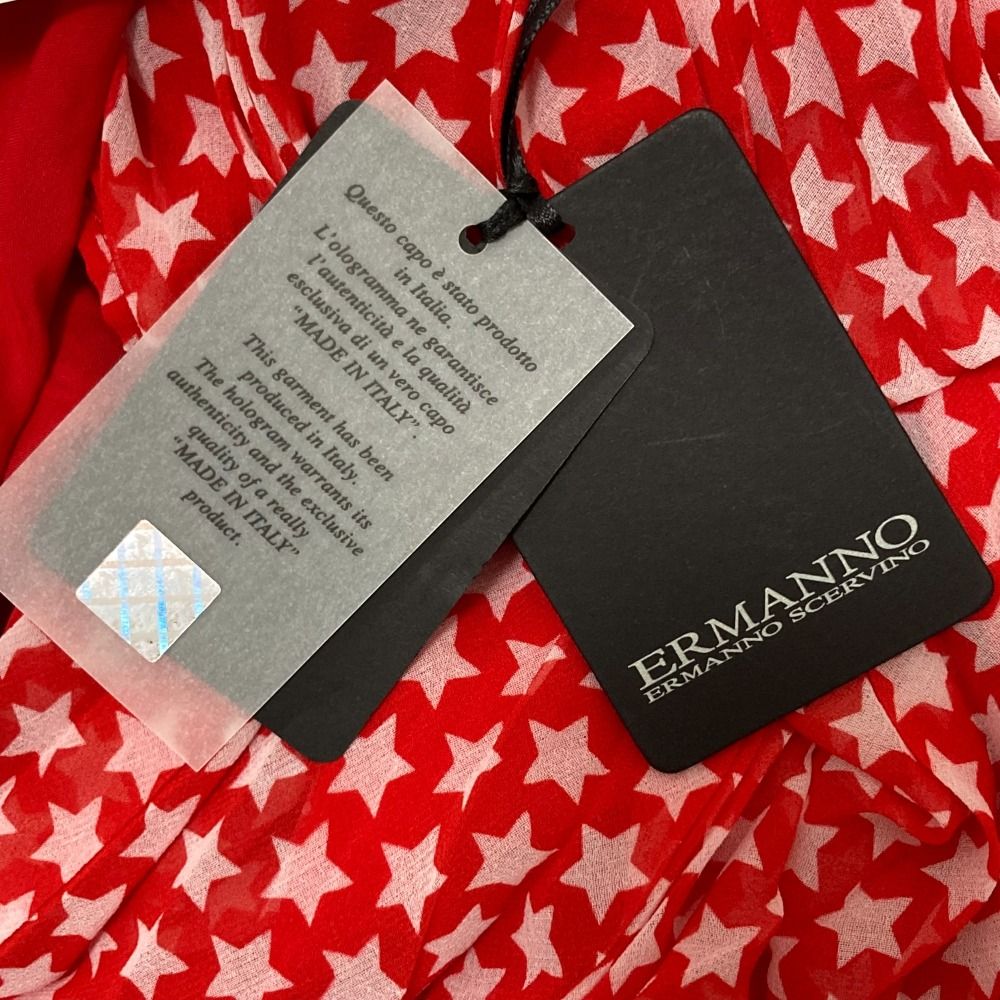 Questo capo è stato prodotto
in Italia.
L'ologramma ne garantisce
l'autenticità e la qualità
esclusiva di un vero capo
"MADE IN ITALY".
This garment has been
produced in Italy.
The hologram warrants its
authenticity and the exclusive
quality of a really
"MADE IN ITALY"
product.
ERMANNO
ERMANNO SCERVINO